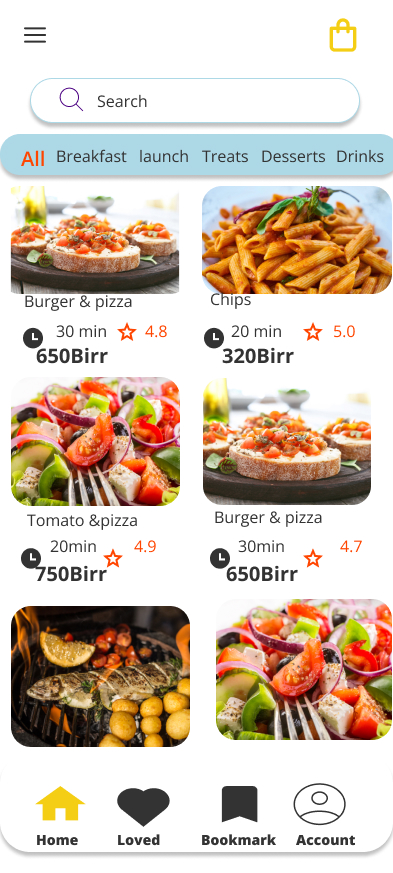 Search
All Breakfast launch Treats Desserts Drinks
Burger & pizza
Chips
30 min 4.8
20 min 5.0
650Birr
320Birr
Tomato &pizza
Burger & pizza
20min 4.9
30min 4.7
750Birr
650Birr
Home Loved Bookmark Account